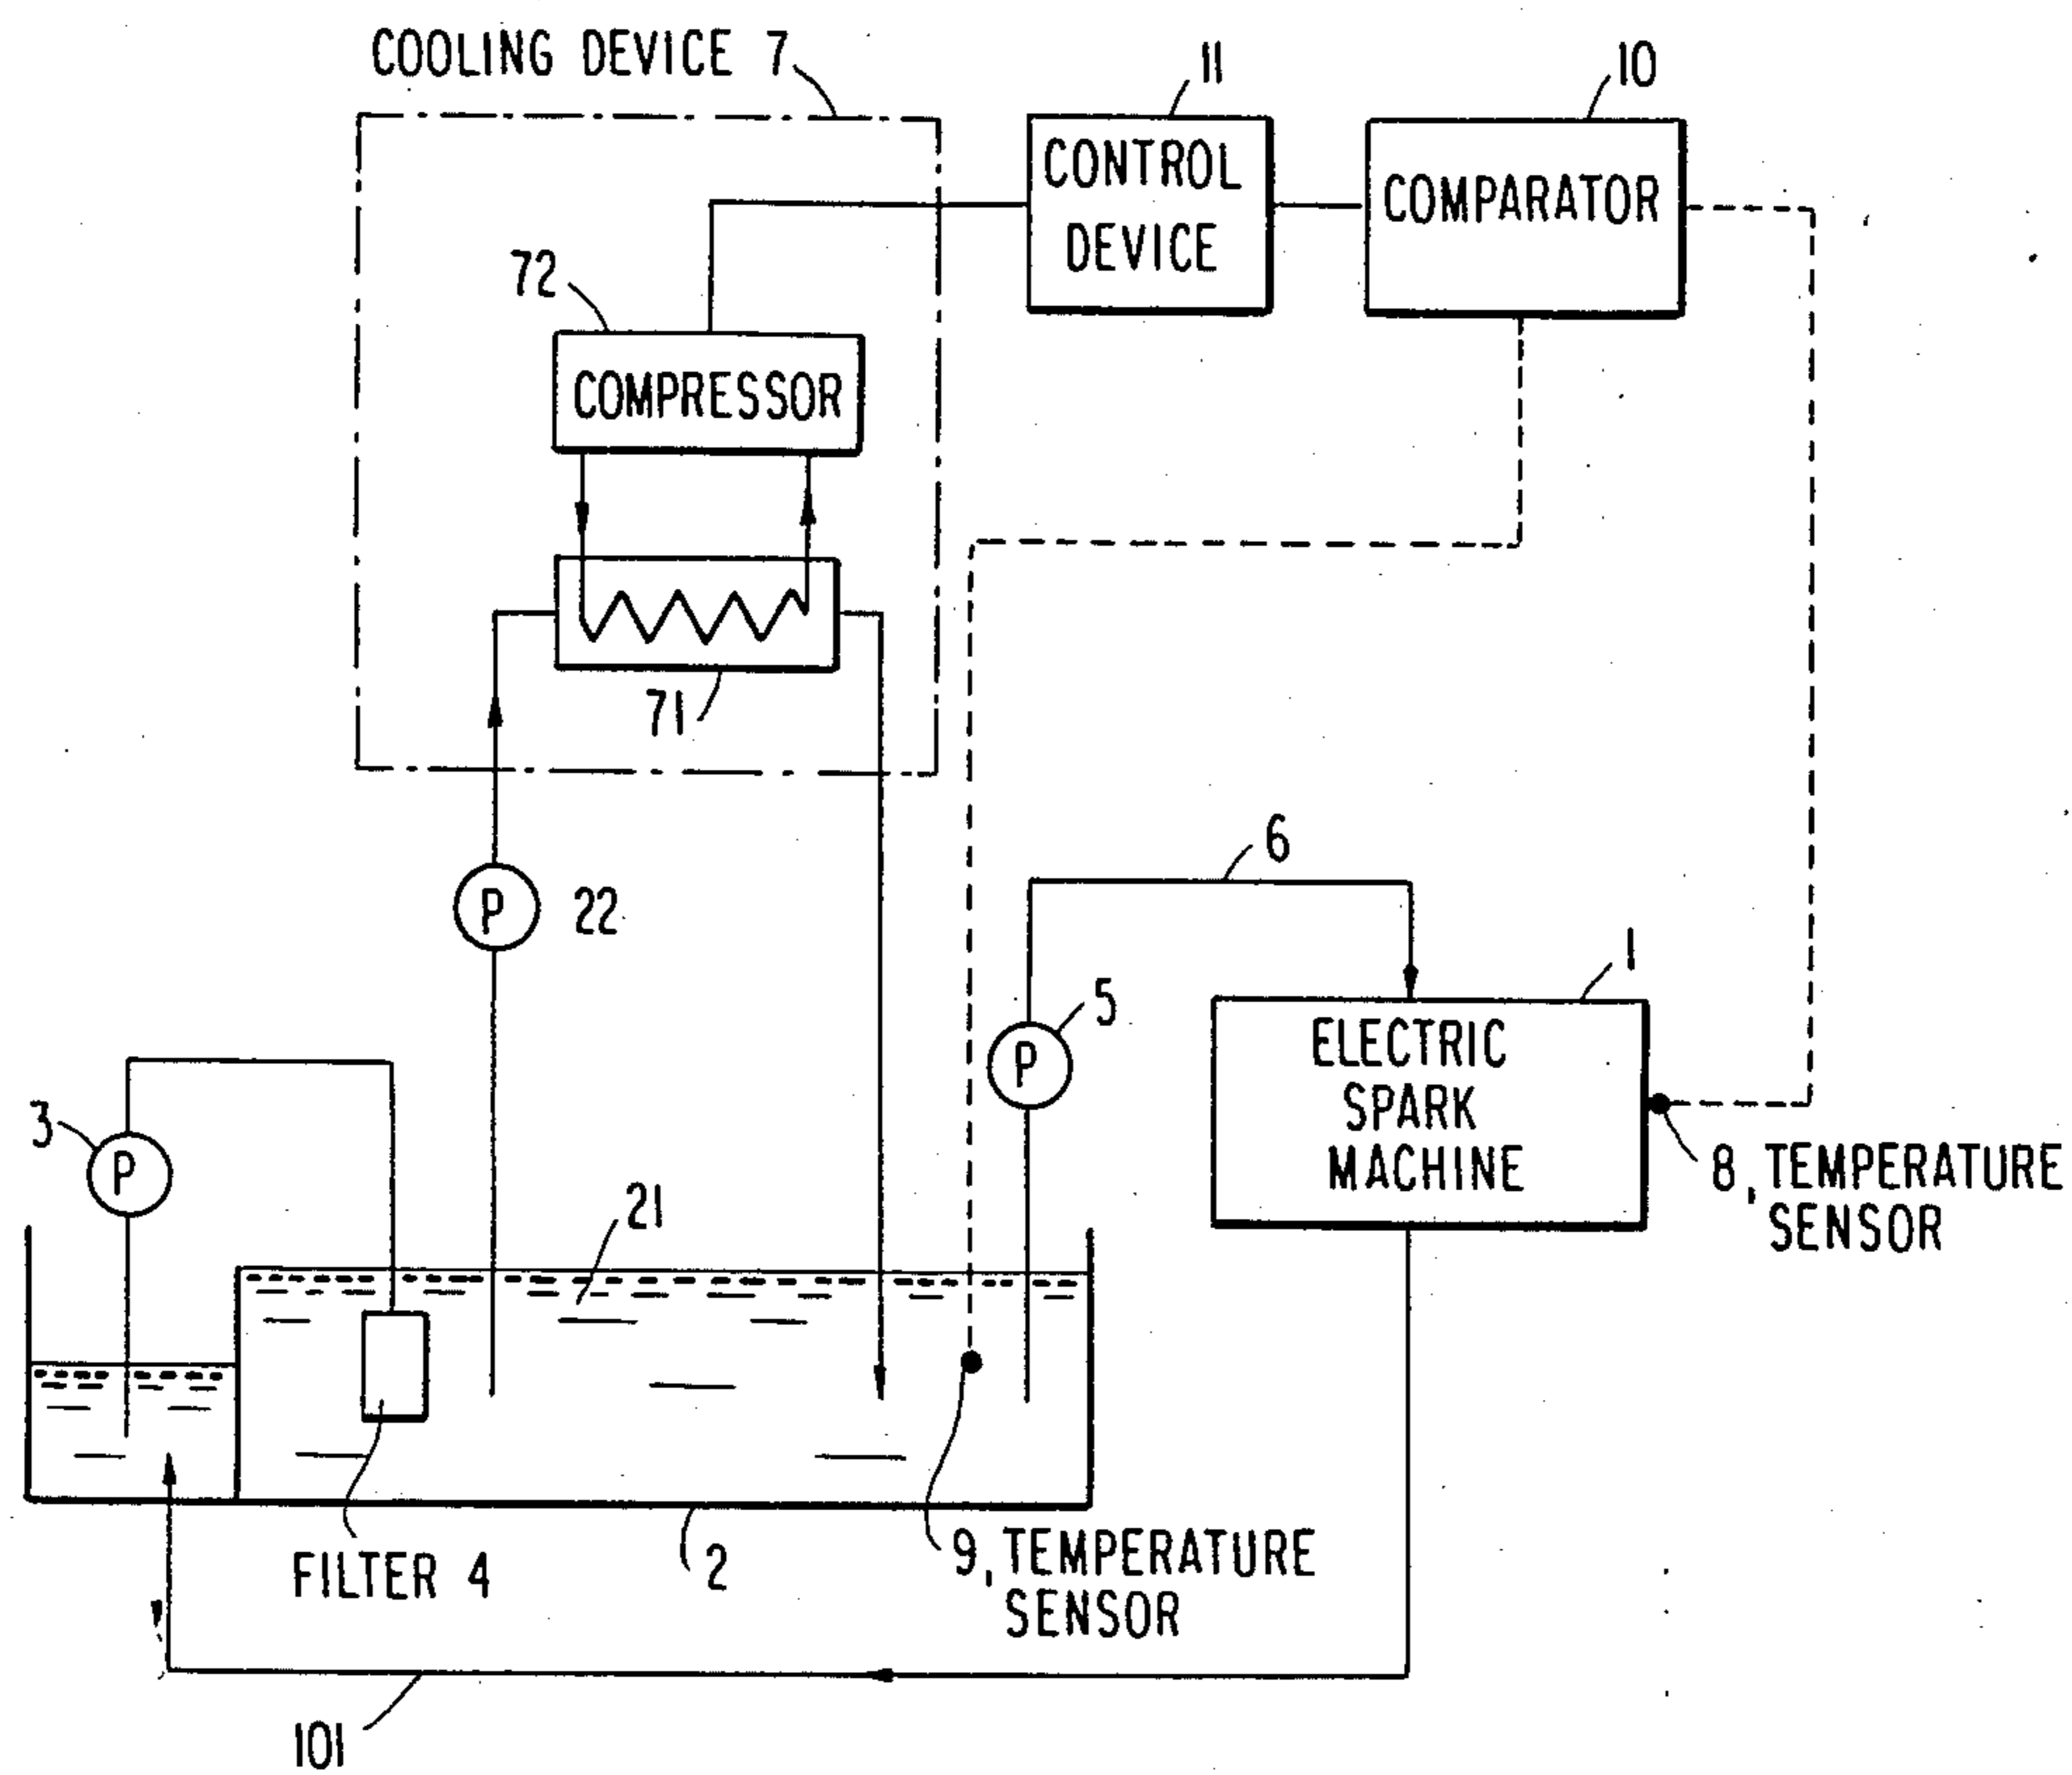 COOLING DEVICE 7
11
10
CONTROL
DEVICE
COMPARATOR
72
COMPRESSOR
71
6
P
22
1
5
P
ELECTRIC
SPARK
MACHINE
3
P
8, TEMPERATURE
SENSOR
21
FILTER 4
2
9, TEMPERATURE
SENSOR
101